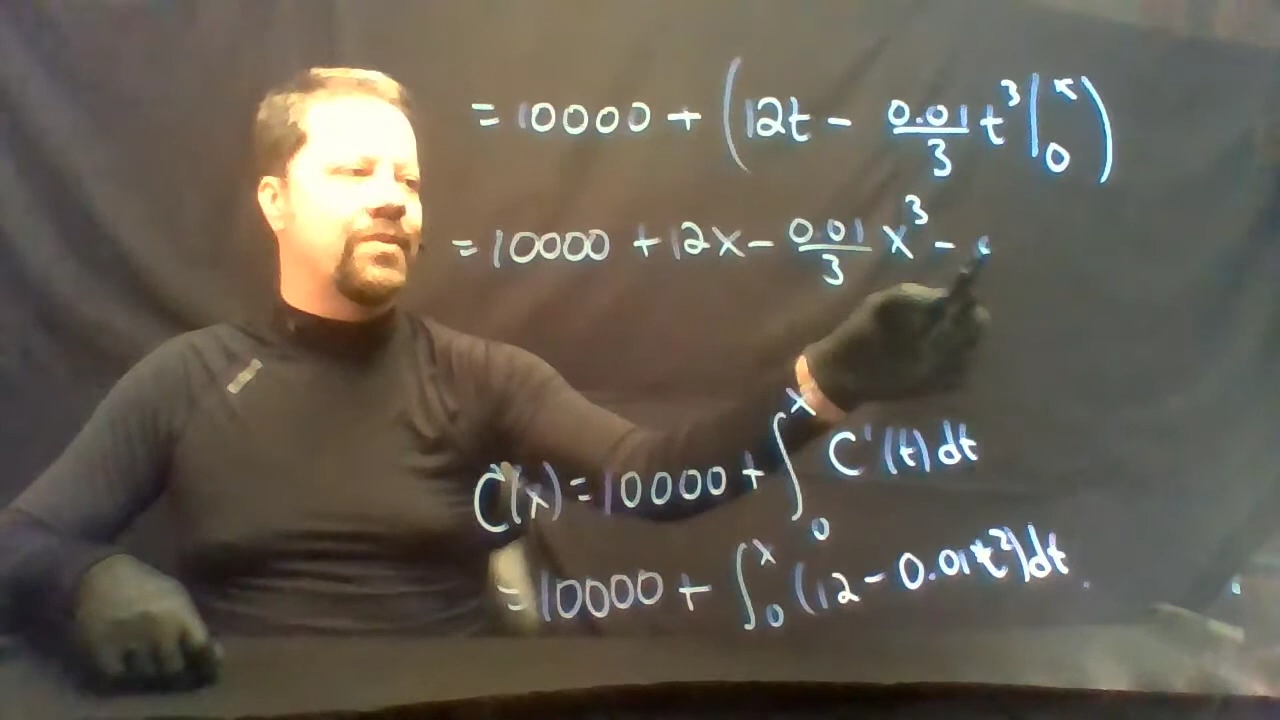 = 10000 + (12t - 0.01/3 t³ |₀ˣ)
= 10000 + 12x - 0.01/3 x³ -
C(x) = 10000 + ∫₀ˣ C'(t) dt
= 10000 + ∫₀ˣ (12 - 0.01t²) dt